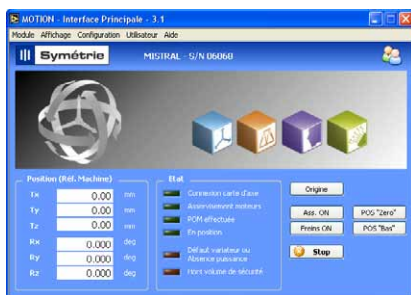 MOTION - Interface Principale - 3.1
Module Affichage Configuration Utilisateur Aide
Symétrie
MISTRAL - S/N 06060
Position (Réf. Machine)
Tx 0.00 mm
Ty 0.00 mm
Tz 0.00 mm
Rx 0.000 deg
Ry 0.000 deg
Rz 0.000 deg
Etat
Connexion carte d'axe
Asservissement moteurs
POM effectuée
En position
Défaut variateur ou
Absence puissance
Hors volume de sécurité
Origine
Ass. ON
POS "Zero"
Freins ON
POS "Bas"
Stop